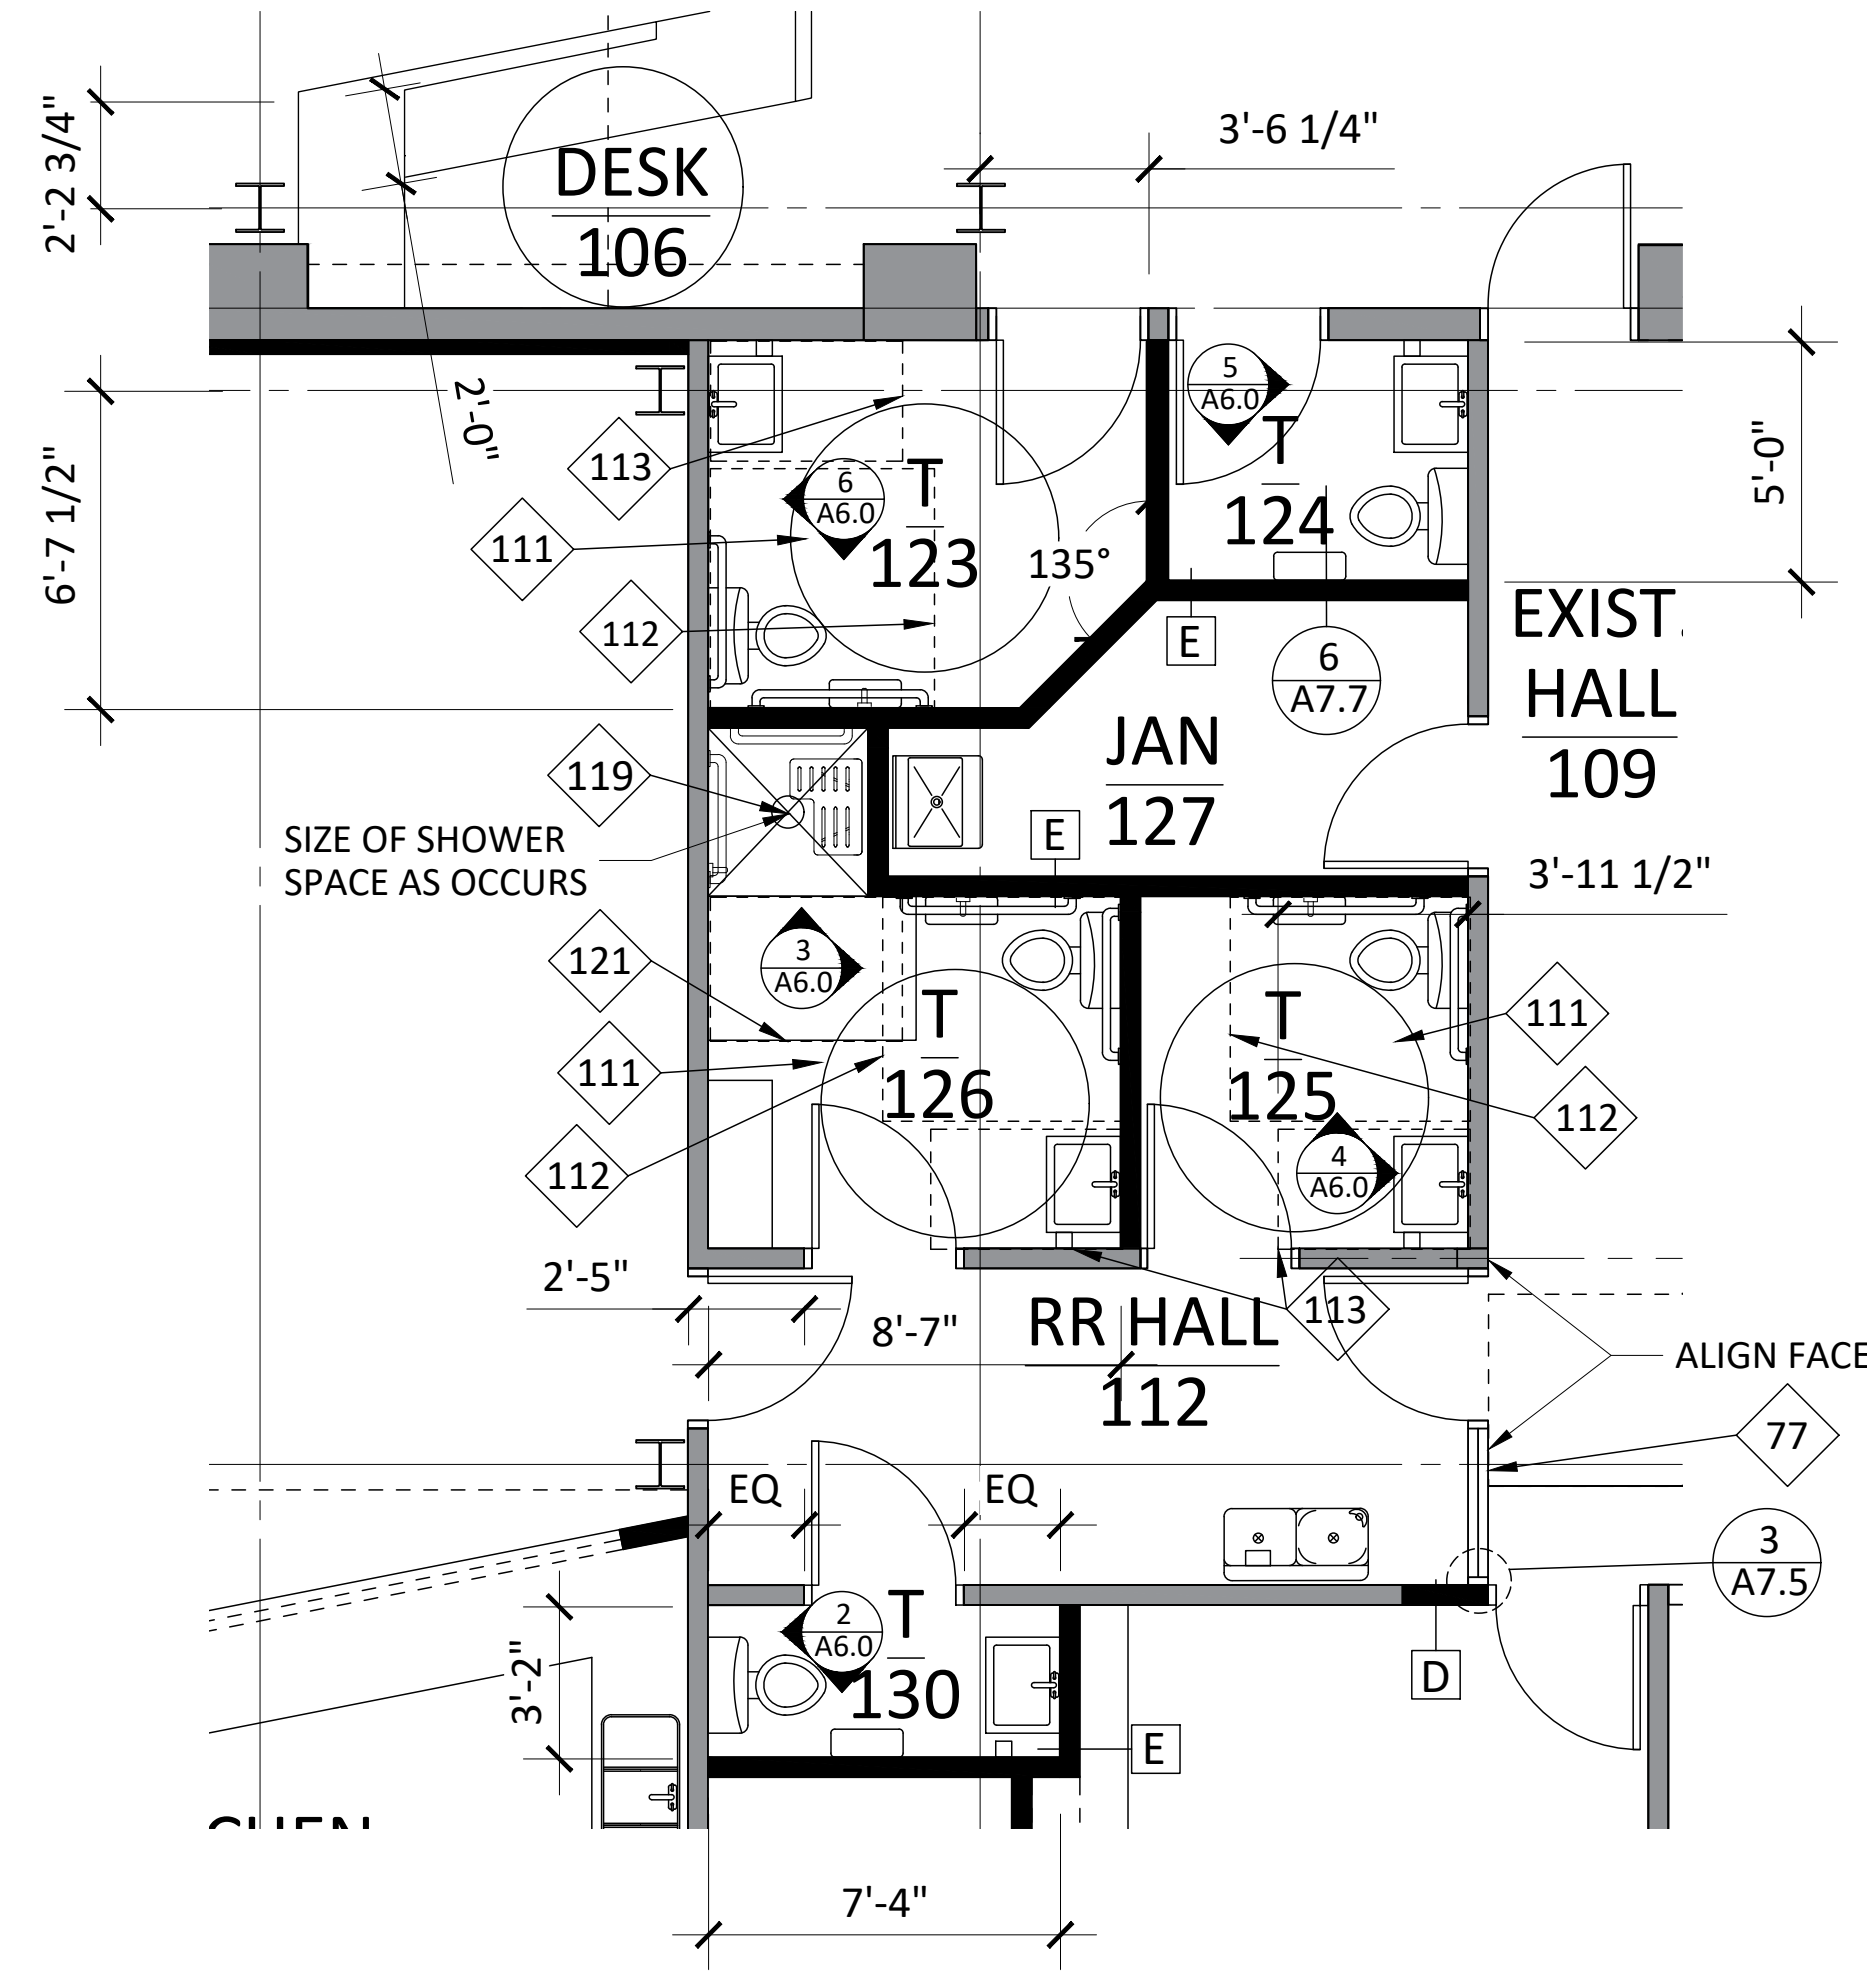 2'-2 3/4"
DESK
106
3'-6 1/4"
2'-0"
6'-7 1/2"
5'-0"
113
111
112
6
A6.0
T
123
135°
5
A6.0
T
124
E
6
A7.7
EXIST.
HALL
109
119
SIZE OF SHOWER
SPACE AS OCCURS
JAN
127
E
3'-11 1/2"
121
111
112
3
A6.0
T
126
T
125
4
A6.0
111
112
2'-5"
8'-7"
RR HALL
112
113
ALIGN FACE
77
EQ
EQ
3
A7.5
3'-2"
2
A6.0
T
130
E
D
7'-4"